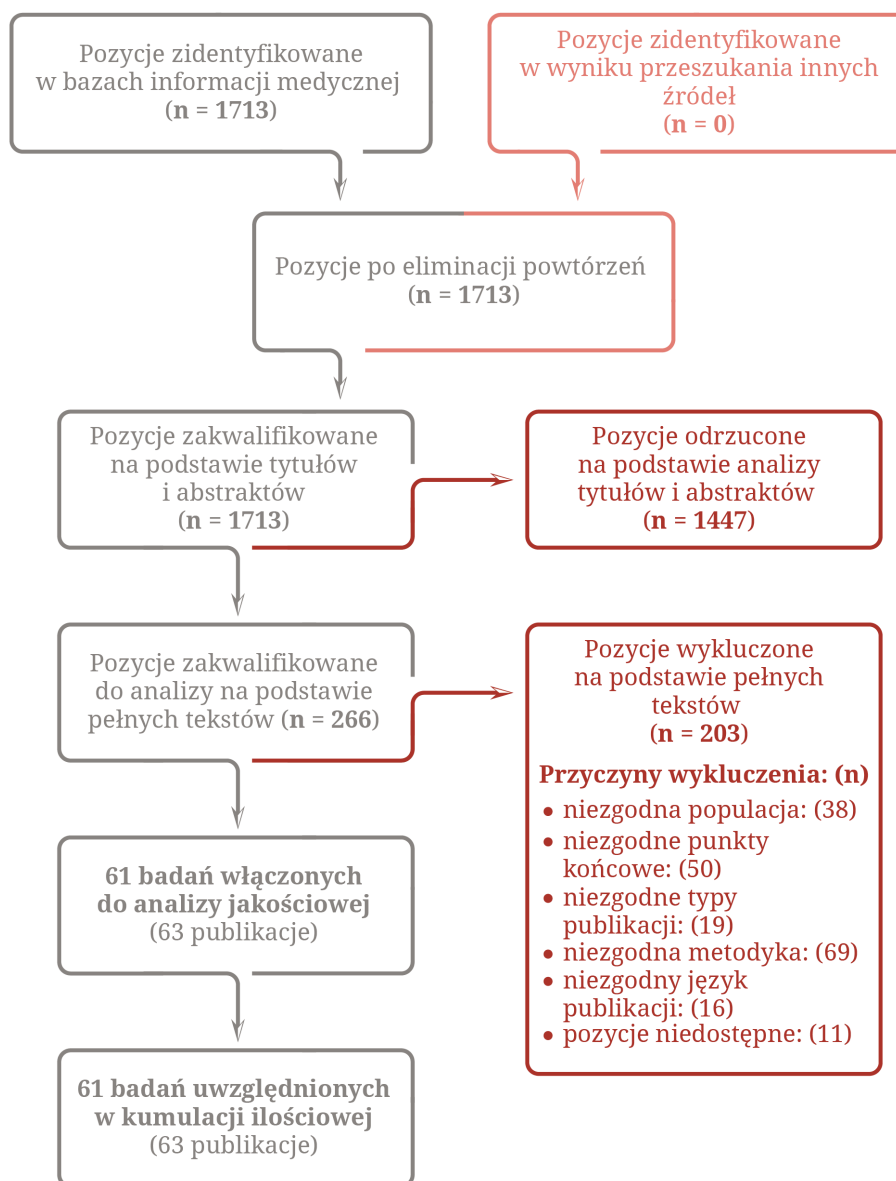 Pozycje zidentyfikowane
w bazach informacji medycznej
(n = 1713)
Pozycje zidentyfikowane
w wyniku przeszukania innych
źródeł
(n = 0)
Pozycje po eliminacji powtórzeń
(n = 1713)
Pozycje zakwalifikowane
na podstawie tytułów
i abstraktów
(n = 1713)
Pozycje odrzucone
na podstawie analizy
tytułów i abstraktów
(n = 1447)
Pozycje zakwalifikowane
do analizy na podstawie
pełnych tekstów (n = 266)
Pozycje wykluczone
na podstawie pełnych
tekstów
(n = 203)
Przyczyny wykluczenia: (n)
• niezgodna populacja: (38)
• niezgodne punkty
końcowe: (50)
• niezgodne typy
publikacji: (19)
• niezgodna metodyka: (69)
• niezgodny język
publikacji: (16)
• pozycje niedostępne: (11)
61 badań włączonych
do analizy jakościowej
(63 publikacje)
61 badań uwzględnionych
w kumulacji ilościowej
(63 publikacje)